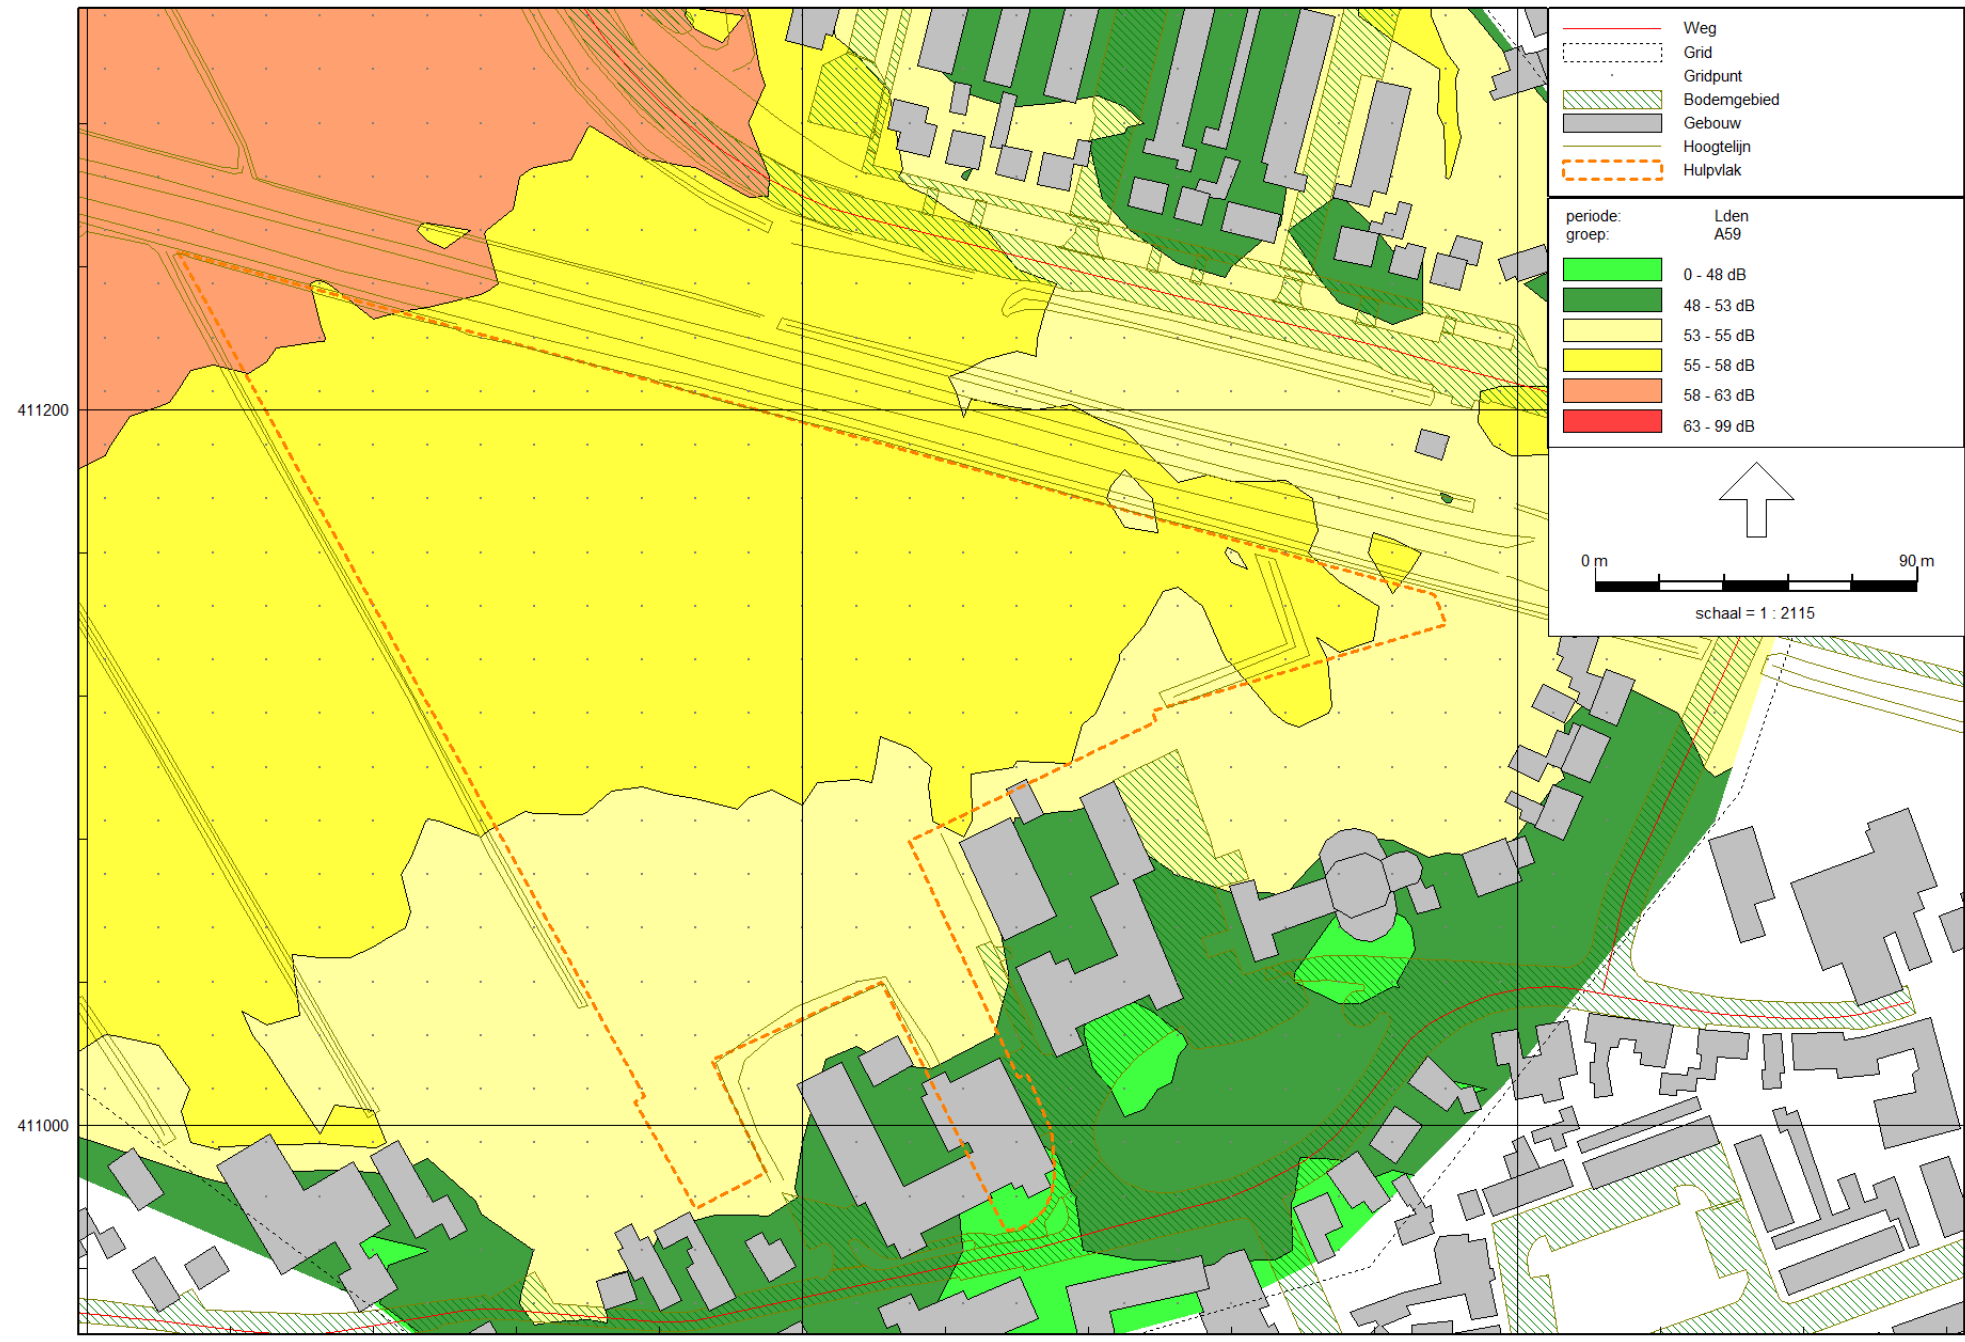 Weg
Grid
Gridpunt
Bodemgebied
Gebouw
Hoogtelijn
Hulpvlak
periode: Lden
groep: A59
0 - 48 dB
48 - 53 dB
53 - 55 dB
55 - 58 dB
58 - 63 dB
63 - 99 dB
0 m 90 m
schaal = 1 : 2115
411200
411000